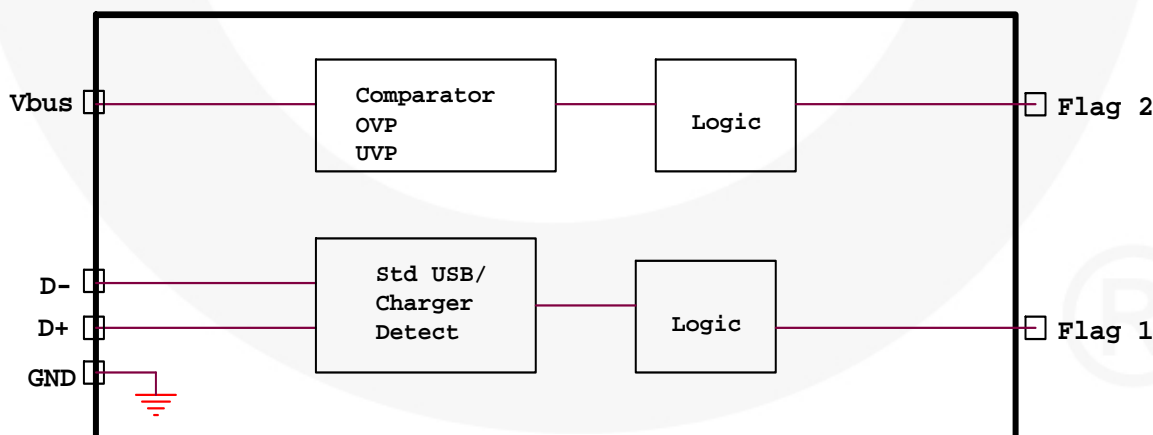 Vbus
Comparator
OVP
UVP
Logic
Flag 2
D-
D+
GND
Std USB/
Charger
Detect
Logic
Flag 1
®